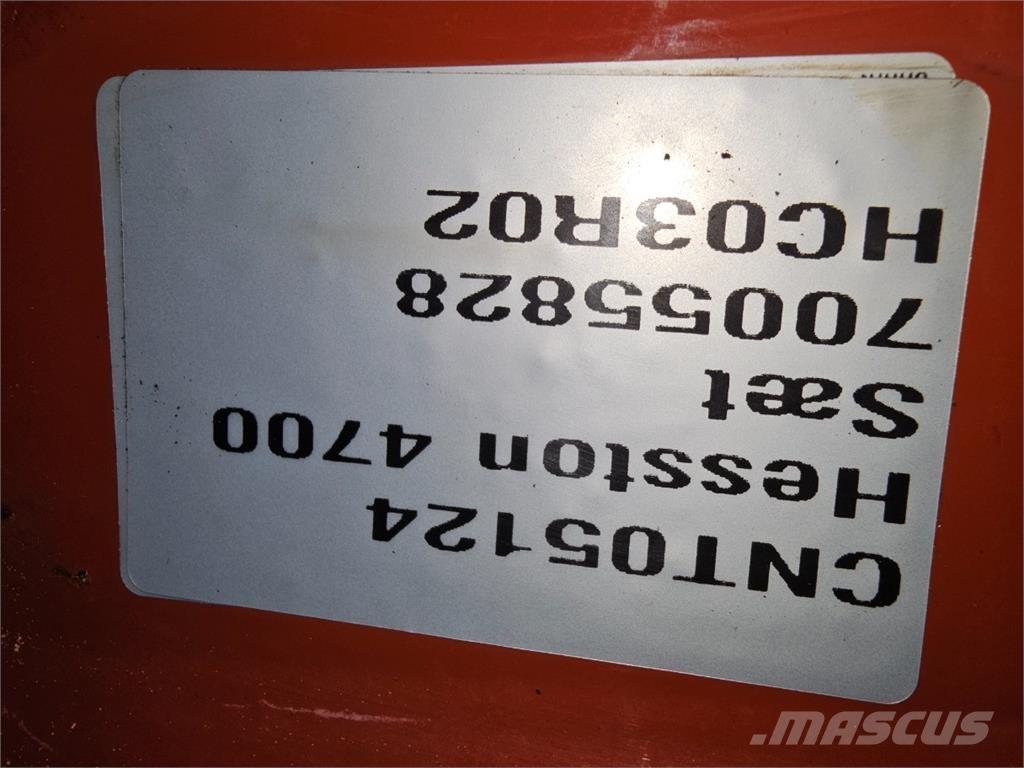 CNT05124
Hesston 4700
Sæt
70055828
HC03R02
MASCUS